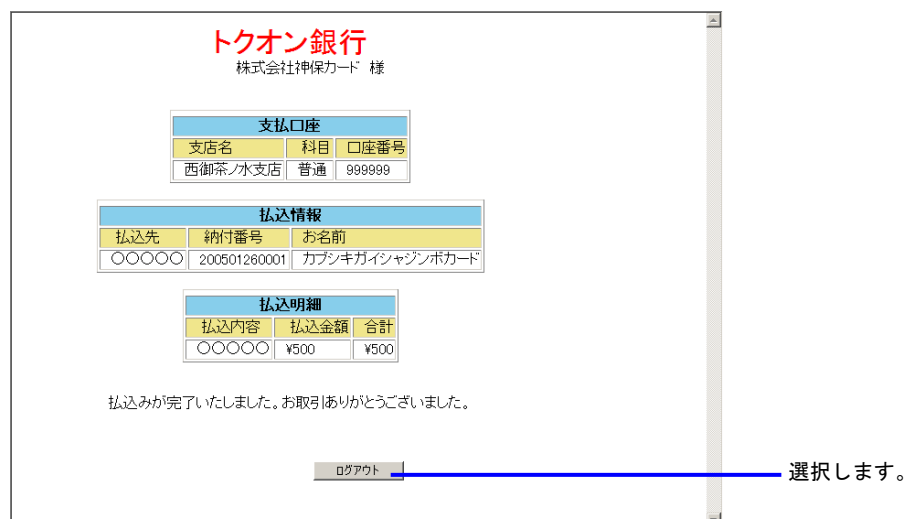 トクオン銀行
株式会社神保カード 様
支払口座
支店名 科目 口座番号
西御茶ノ水支店 普通 999999
払込情報
払込先 納付番号 お名前
○○○○○ 200501260001 カブシキガイシャジンボカード
払込明細
払込内容 払込金額 合計
○○○○○ ¥500 ¥500
払込みが完了いたしました。お取引ありがとうございました。
ログアウト
選択します。